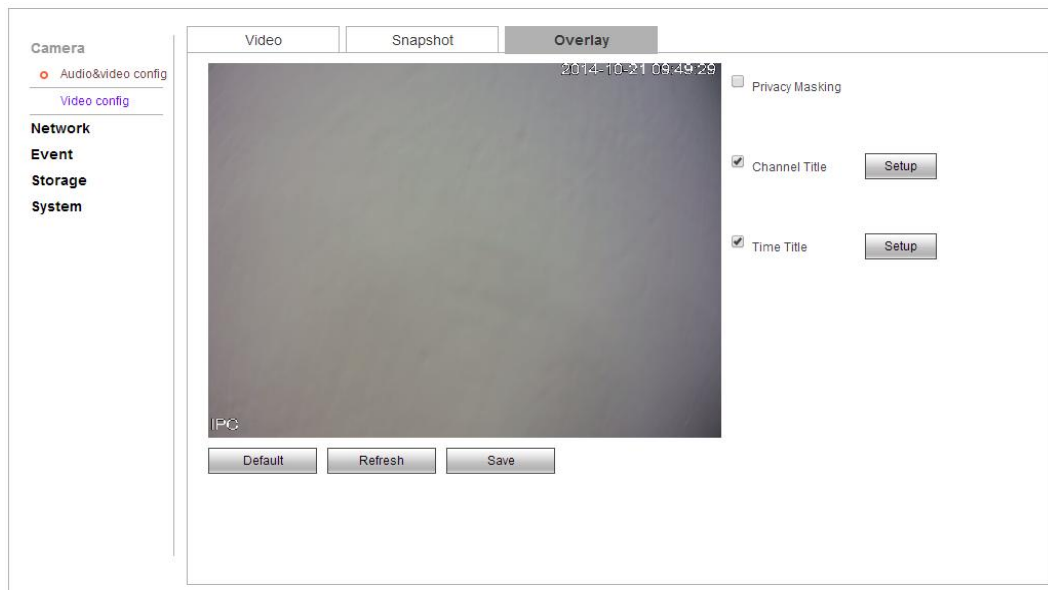 Camera
Audio&video config
Video config
Network
Event
Storage
System
Video
Snapshot
Overlay
2014-10-21 09:49:29
IPC
Privacy Masking
Channel Title
Setup
Time Title
Setup
Default
Refresh
Save